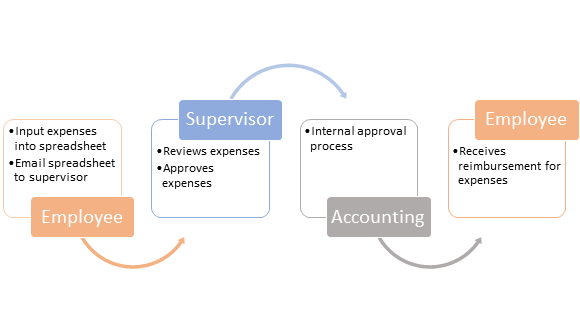 • Input expenses
into spreadsheet
• Email spreadsheet
to supervisor
Employee
Supervisor
• Reviews expenses
• Approves
expenses
• Internal approval
process
Accounting
Employee
• Receives
reimbursement for
expenses